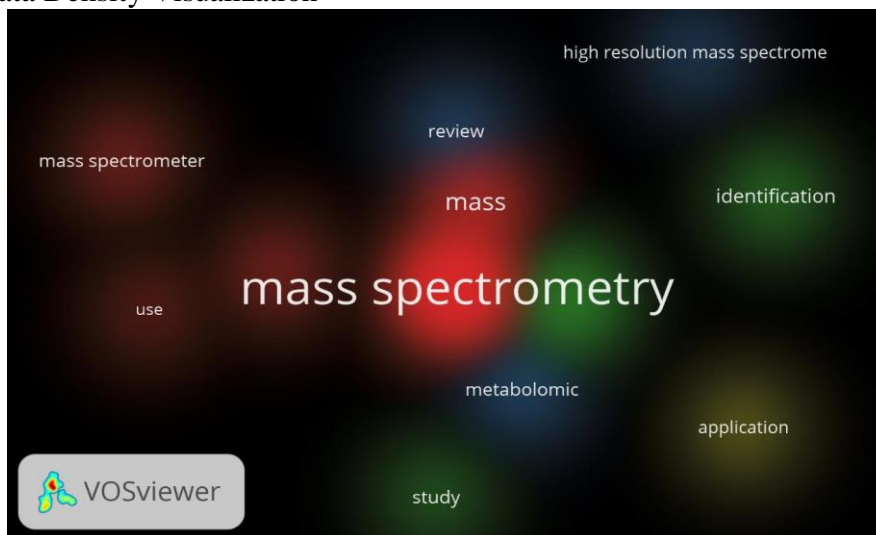 high resolution mass spectrome
review
mass spectrometer
identification
mass
mass spectrometry
use
metabolomic
application
VOSviewer
study